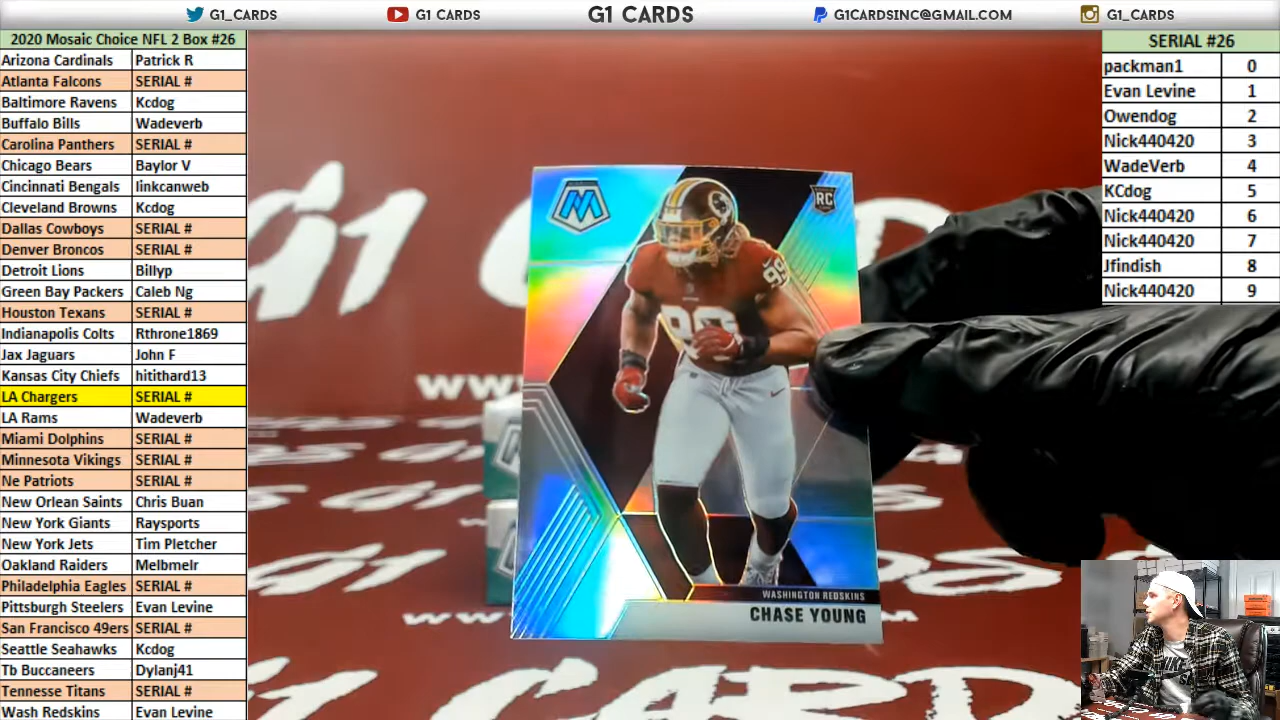 G1_CARDS
G1 CARDS
G1 CARDS
G1CARDSINC@GMAIL.COM
G1_CARDS
2020 Mosaic Choice NFL 2 Box #26
Arizona Cardinals Patrick R
Atlanta Falcons SERIAL #
Baltimore Ravens Kcdog
Buffalo Bills Wadeverb
Carolina Panthers SERIAL #
Chicago Bears Baylor V
Cincinnati Bengals linkcanweb
Cleveland Browns Kcdog
Dallas Cowboys SERIAL #
Denver Broncos SERIAL #
Detroit Lions Billyp
Green Bay Packers Caleb Ng
Houston Texans SERIAL #
Indianapolis Colts Rthrone1869
Jax Jaguars John F
Kansas City Chiefs hitithard13
LA Chargers SERIAL #
LA Rams Wadeverb
Miami Dolphins SERIAL #
Minnesota Vikings SERIAL #
Ne Patriots SERIAL #
New Orlean Saints Chris Buan
New York Giants Raysports
New York Jets Tim Pletcher
Oakland Raiders Melbmelr
Philadelphia Eagles SERIAL #
Pittsburgh Steelers Evan Levine
San Francisco 49ers SERIAL #
Seattle Seahawks Kcdog
Tb Buccaneers Dylanj41
Tennesse Titans SERIAL #
Wash Redskins Evan Levine
SERIAL #26
packman1 0
Evan Levine 1
Owendog 2
Nick440420 3
WadeVerb 4
KCdog 5
Nick440420 6
Nick440420 7
Jfindish 8
Nick440420 9
RC
99
99
WASHINGTON REDSKINS
CHASE YOUNG
G1 CARDS
www